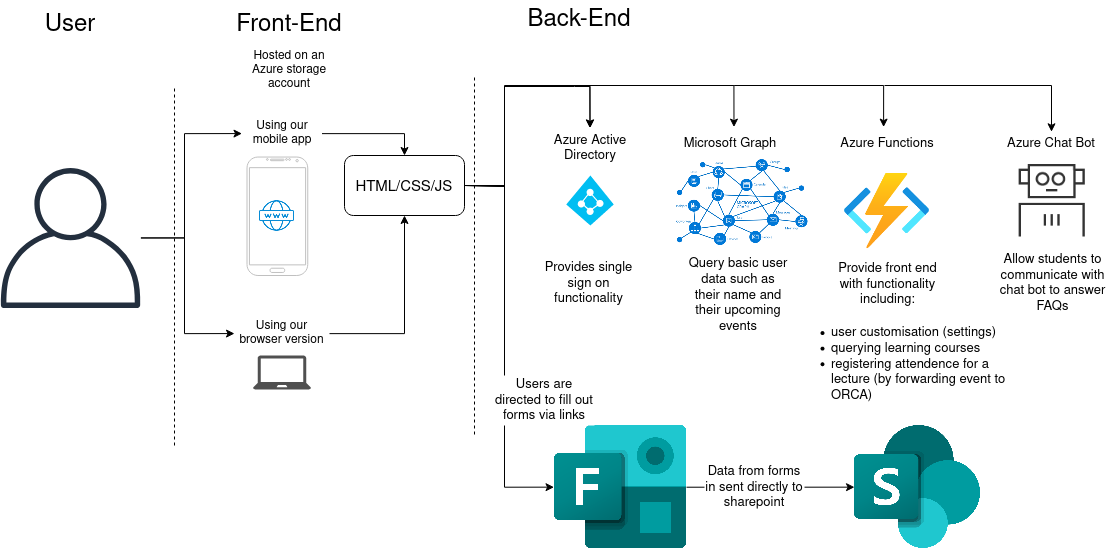 User
Front-End
Back-End
Hosted on an
Azure storage
account
Using our
mobile app
WWW
HTML/CSS/JS
Using our
browser version
Azure Active
Directory
Provides single
sign on
functionality
Microsoft Graph
MICROSOFT
Query basic user
data such as
their name and
their upcoming
events
Azure Functions
Provide front end
with functionality
including:
• user customisation (settings)
• querying learning courses
• registering attendence for a
lecture (by forwarding event to
ORCA)
Azure Chat Bot
Allow students to
communicate with
chat bot to answer
FAQs
Users are
directed to fill out
forms via links
F
Data from forms
in sent directly to
sharepoint
S